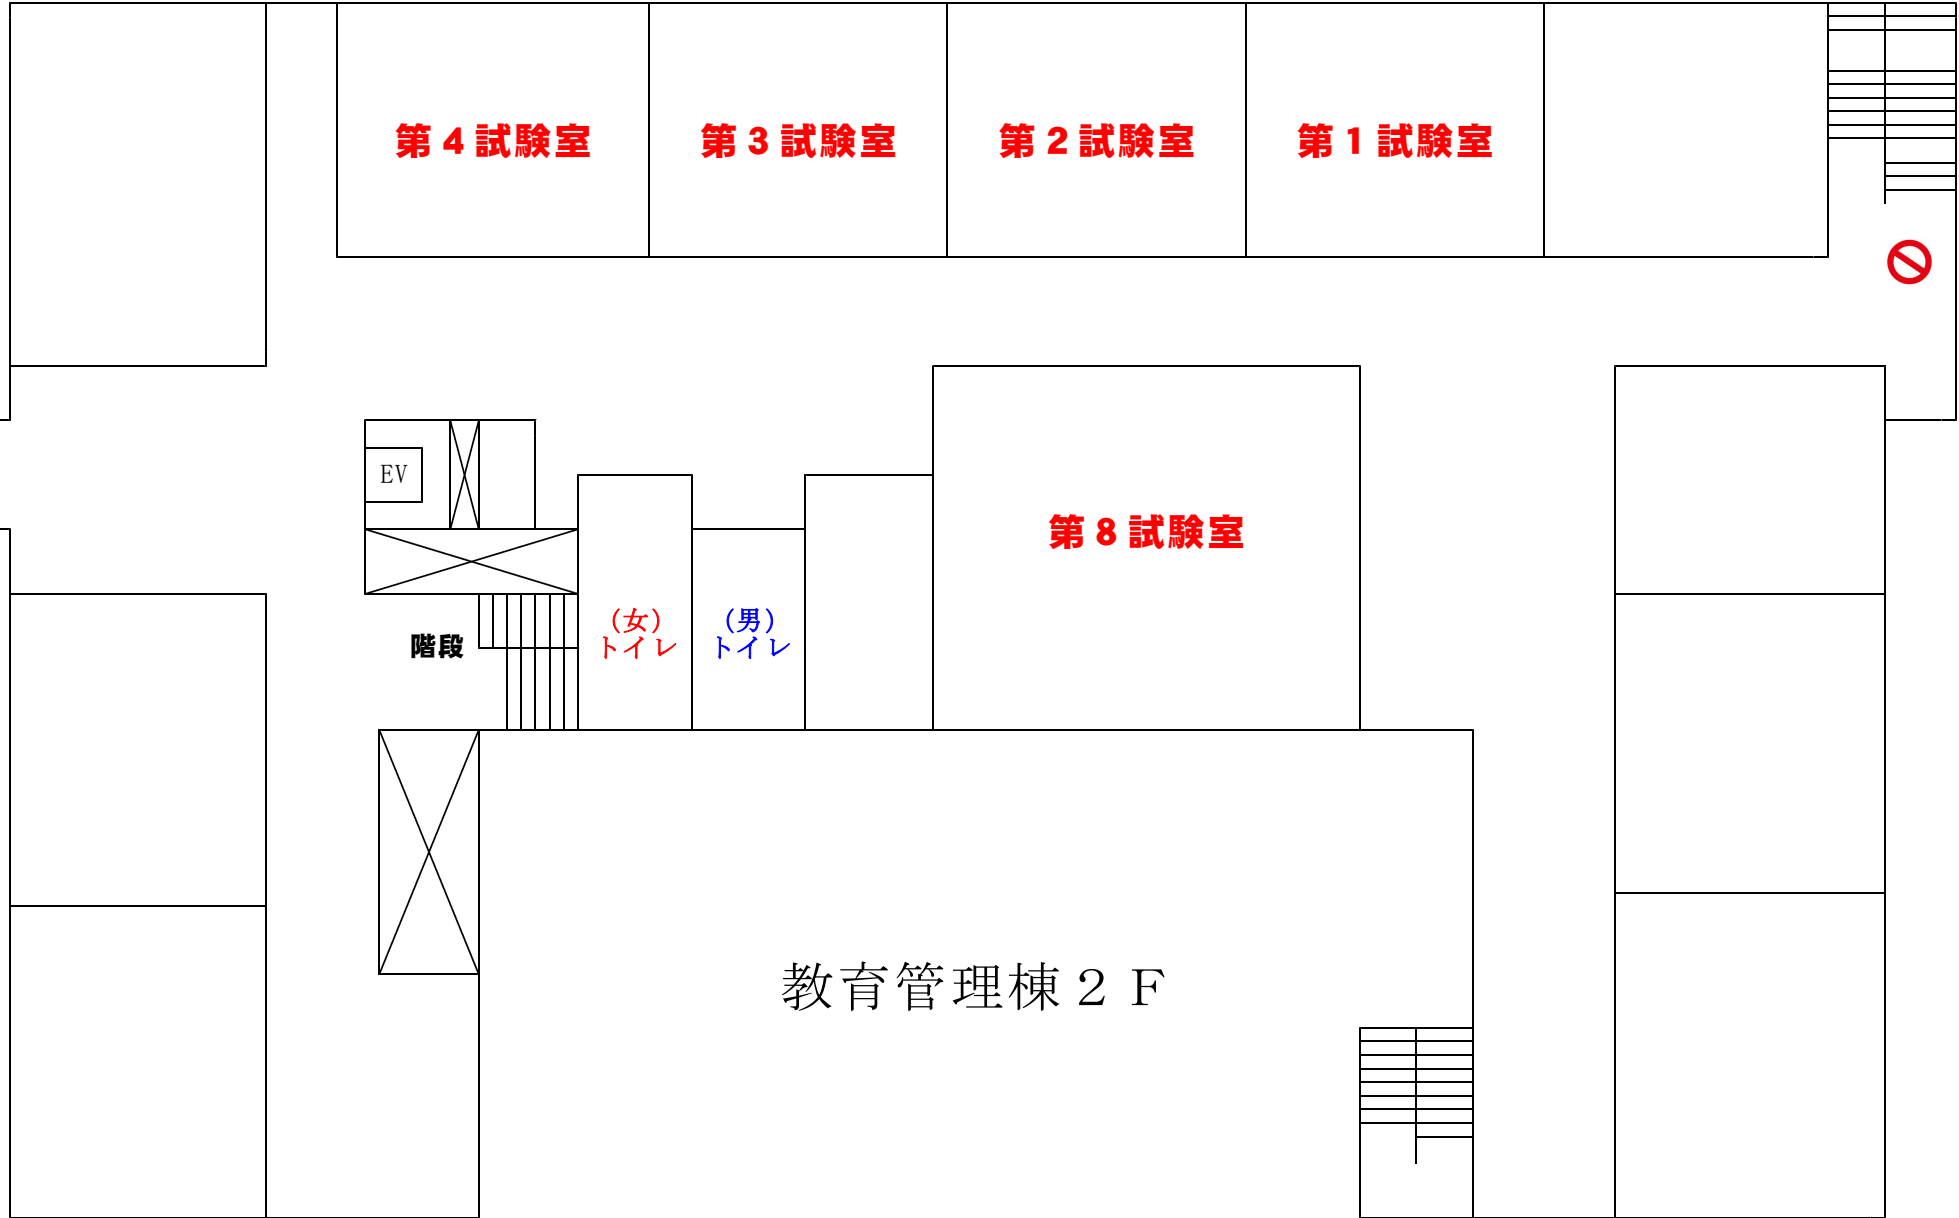 第4試験室
第3試験室
第2試験室
第1試験室
EV
第8試験室
階段
(女)
トイレ
(男)
トイレ
教育管理棟２Ｆ